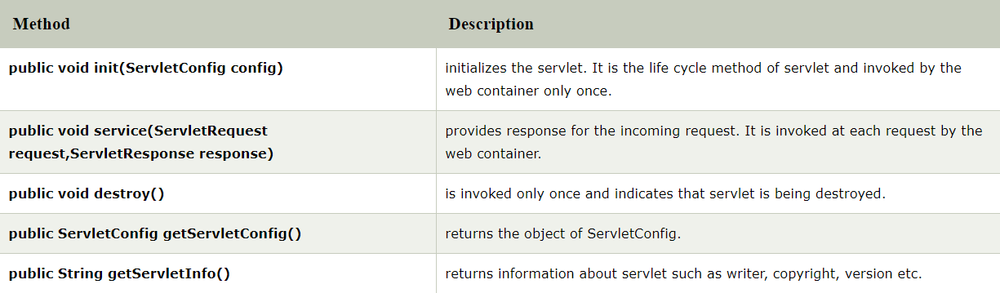 Method
Description
public void init(ServletConfig config)
initializes the servlet. It is the life cycle method of servlet and invoked by the
web container only once.
public void service(ServletRequest
request,ServletResponse response)
provides response for the incoming request. It is invoked at each request by the
web container.
public void destroy()
is invoked only once and indicates that servlet is being destroyed.
public ServletConfig getServletConfig()
returns the object of ServletConfig.
public String getServletInfo()
returns information about servlet such as writer, copyright, version etc.